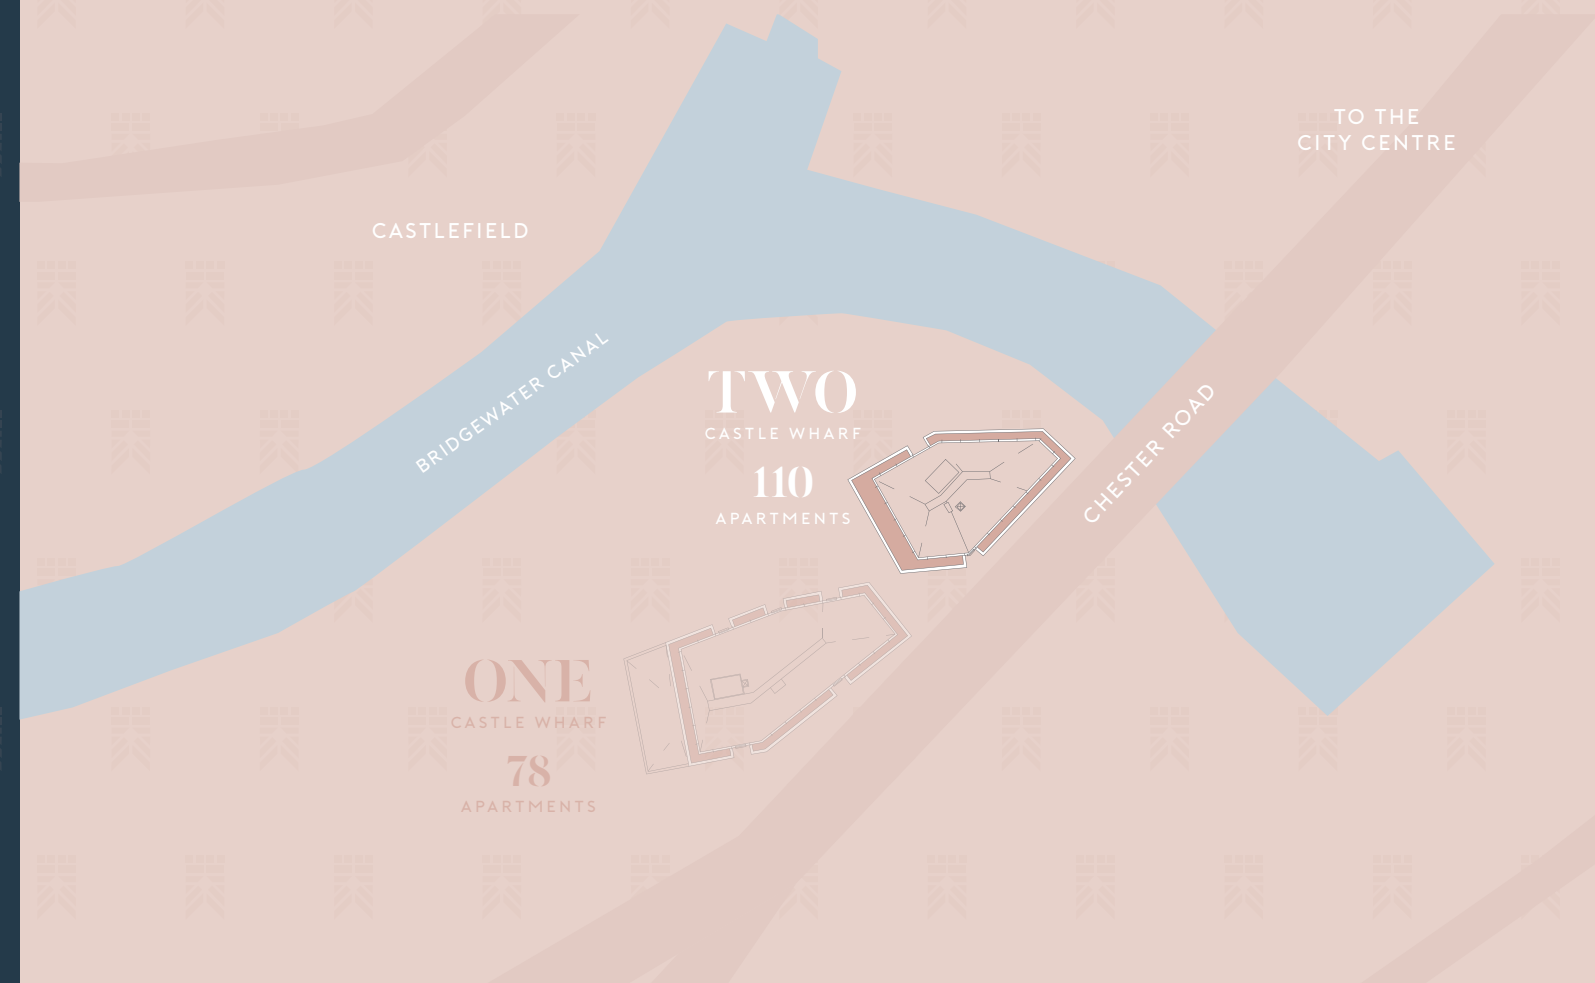 TO THE
CITY CENTRE
CASTLEFIELD
BRIDGEWATER CANAL
TWO
CASTLE WHARF
110
APARTMENTS
CHESTER ROAD
ONE
CASTLE WHARF
78
APARTMENTS